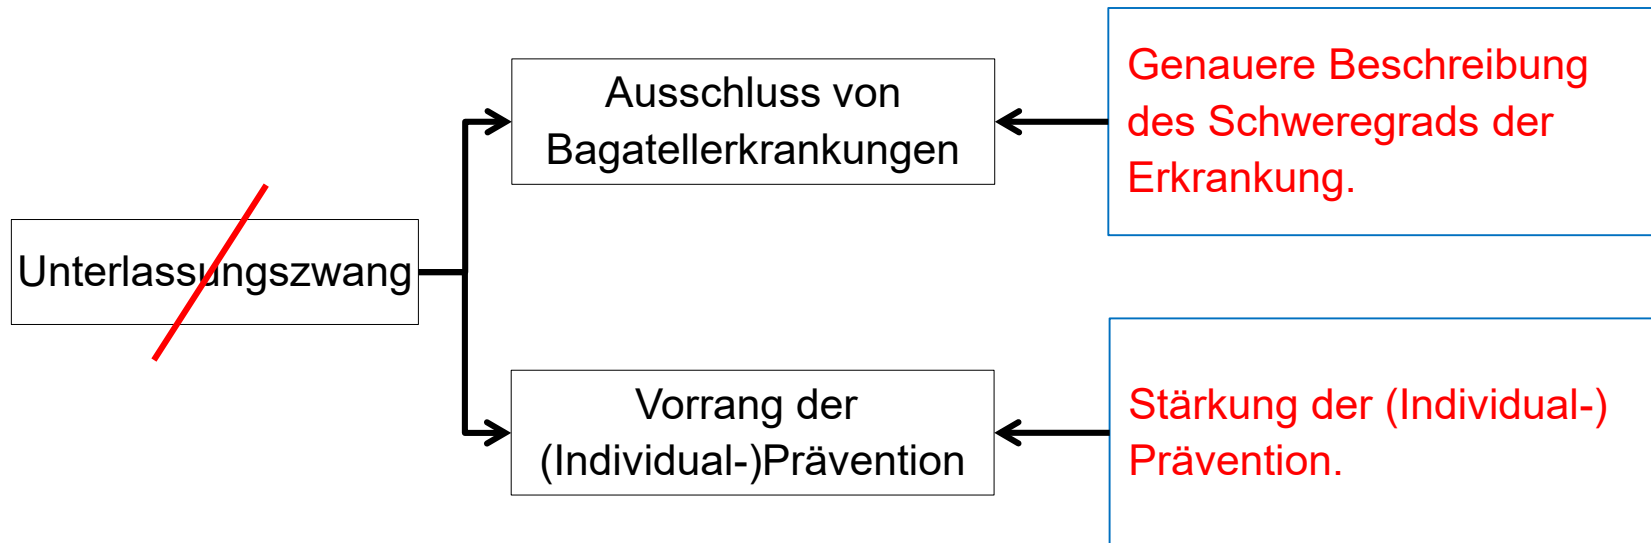 Unterlassungszwang
Ausschluss von
Bagatellerkrankungen
Genauere Beschreibung
des Schweregrads der
Erkrankung.
Vorrang der
(Individual-)Prävention
Stärkung der (Individual-)
Prävention.